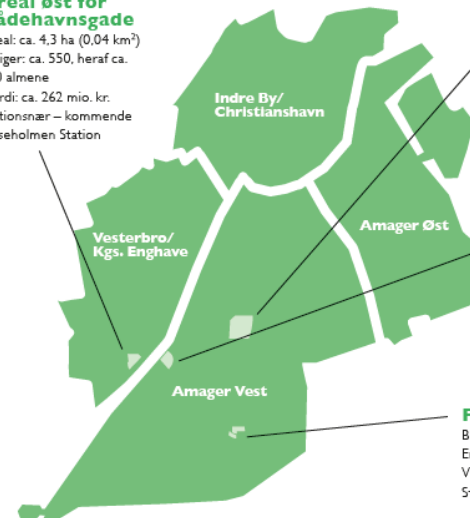 real øst for
ådehavnsgade
eal: ca. 4,3 ha (0,04 km²)
iger: ca. 550, heraf ca.
almene
rdi: ca. 262 mio. kr.
tionsnær – kommende
seholmen Station
Indre By/
Christianshavn
Vesterbro/
Kgs. Enghave
Amager Øst
Amager Vest